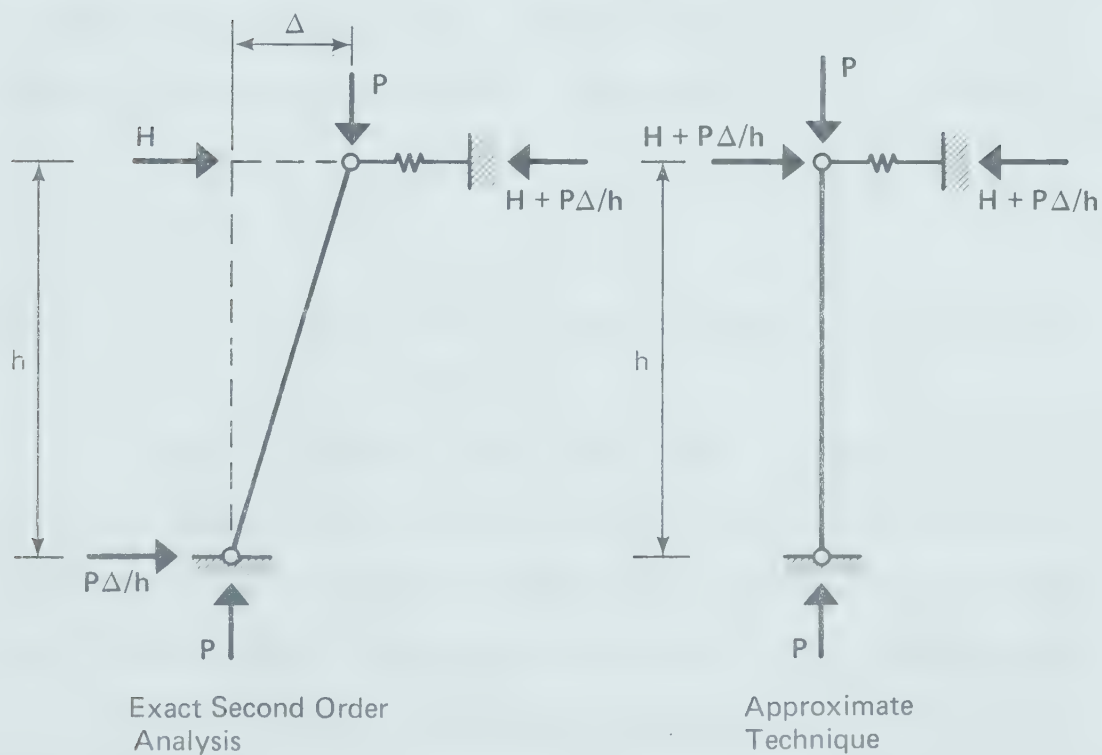 Δ
P
P
H
H + PΔ/h
H + PΔ/h
H + PΔ/h
h
h
PΔ/h
P
P
Exact Second Order
Analysis
Approximate
Technique